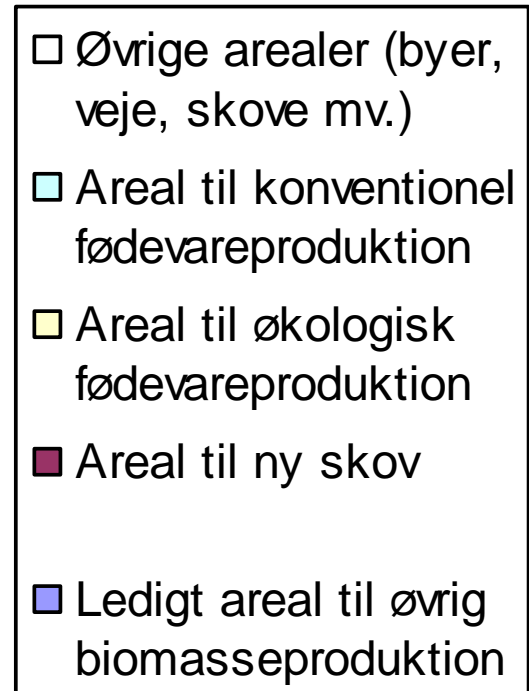 Øvrige arealer (byer,
veje, skove mv.)
Areal til konventionel
fødevareproduktion
Areal til økologisk
fødevareproduktion
Areal til ny skov
Ledigt areal til øvrig
biomasseproduktion